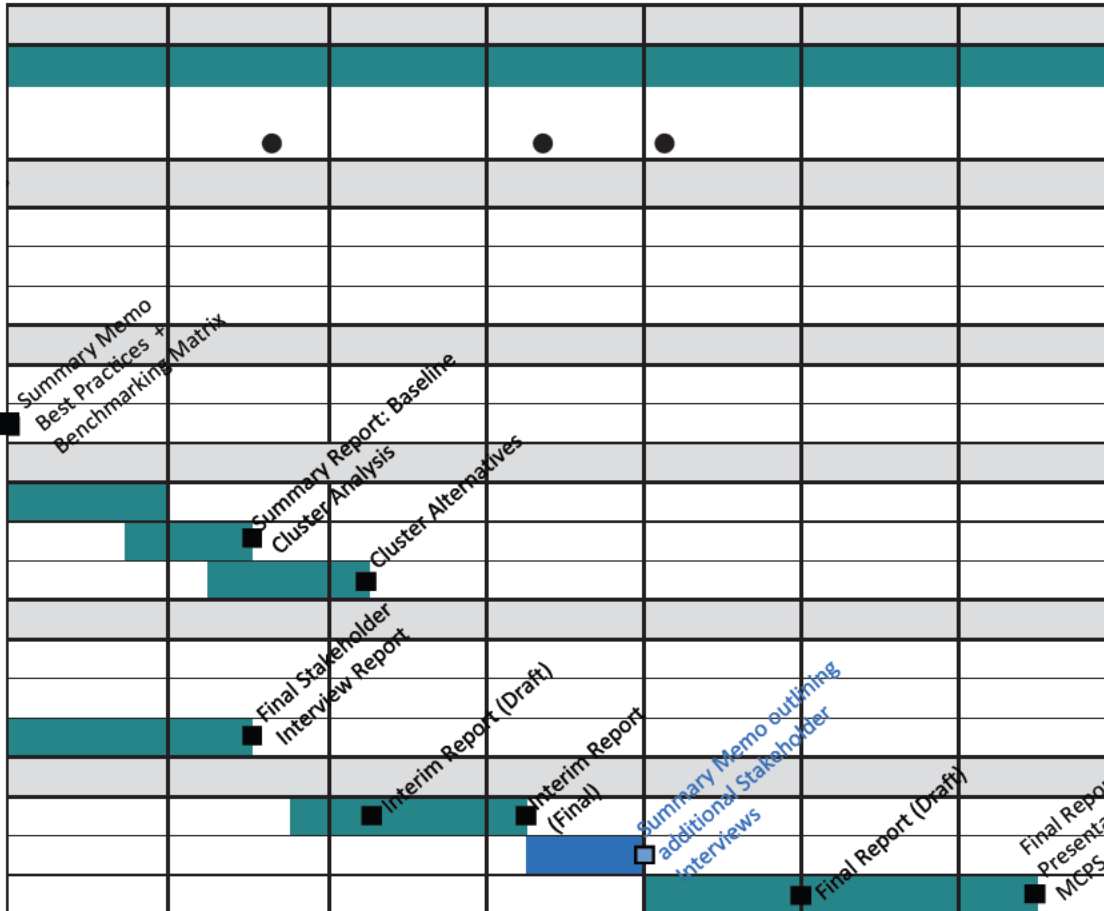 Summary Memo
Best Practices +
Benchmarking Matrix
Summary Report: Baseline
Cluster Analysis
Cluster Alternatives
Final Stakeholder
Interview Report
Interim Report (Draft)
Interim Report
(Final)
Summary Memo outlining
additional Stakeholder
Interviews
Final Report (Draft)
Final Repor
Presenta
MCPS